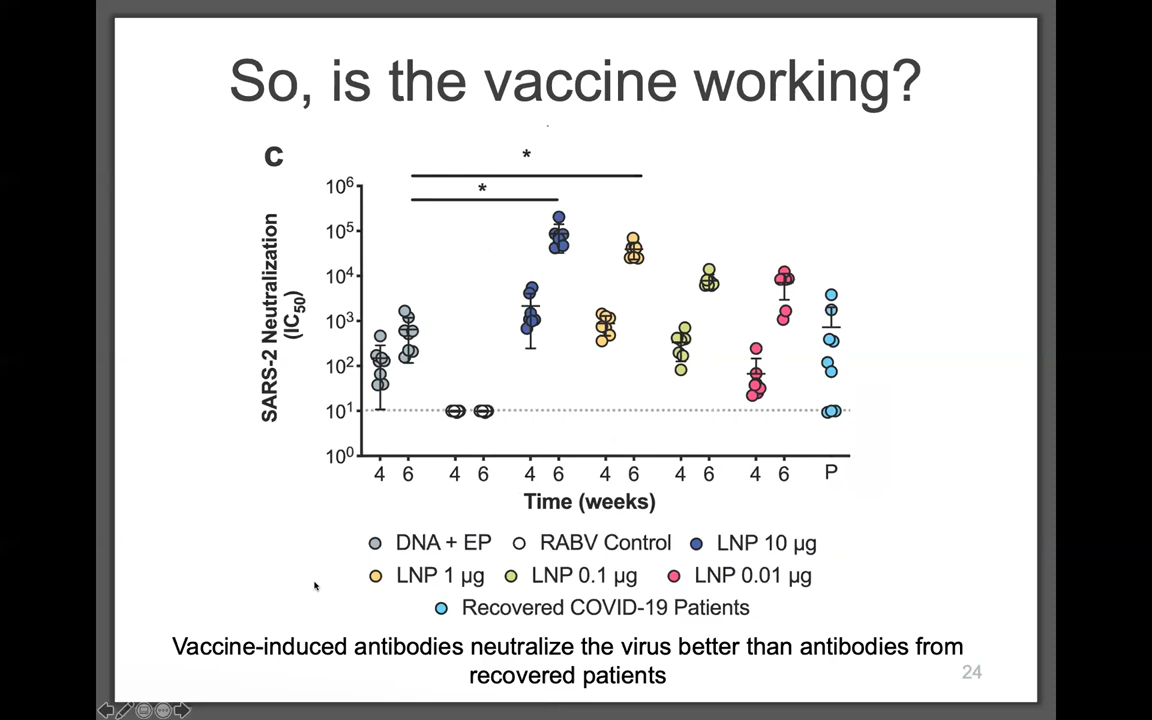 So, is the vaccine working?
C
*
*
SARS-2 Neutralization
(IC₅₀)
10⁶
10⁵
10⁴
10³
10²
10¹
10⁰
4 6 4 6 4 6 4 6 4 6 4 6 P
Time (weeks)
DNA + EP RABV Control LNP 10 µg
LNP 1 µg LNP 0.1 µg LNP 0.01 µg
Recovered COVID-19 Patients
Vaccine-induced antibodies neutralize the virus better than antibodies from
recovered patients
24